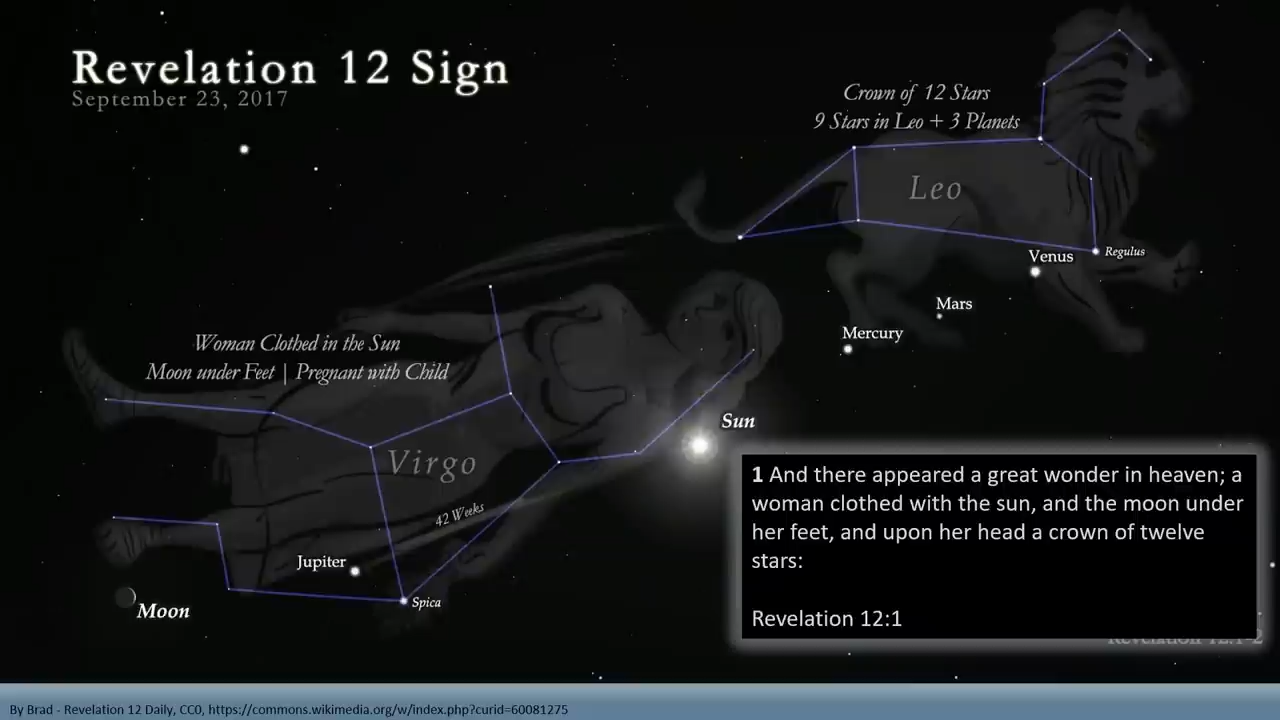 Revelation 12 Sign
September 23, 2017
Crown of 12 Stars
9 Stars in Leo + 3 Planets
Leo
Regulus
Venus
Mars
Mercury
Woman Clothed in the Sun
Moon under Feet | Pregnant with Child
Sun
Virgo
42 Weeks
Jupiter
Spica
Moon
1 And there appeared a great wonder in heaven; a
woman clothed with the sun, and the moon under
her feet, and upon her head a crown of twelve
stars:
Revelation 12:1
Revelation 12:1-2
By Brad - Revelation 12 Daily, CC0, https://commons.wikimedia.org/w/index.php?curid=60081275